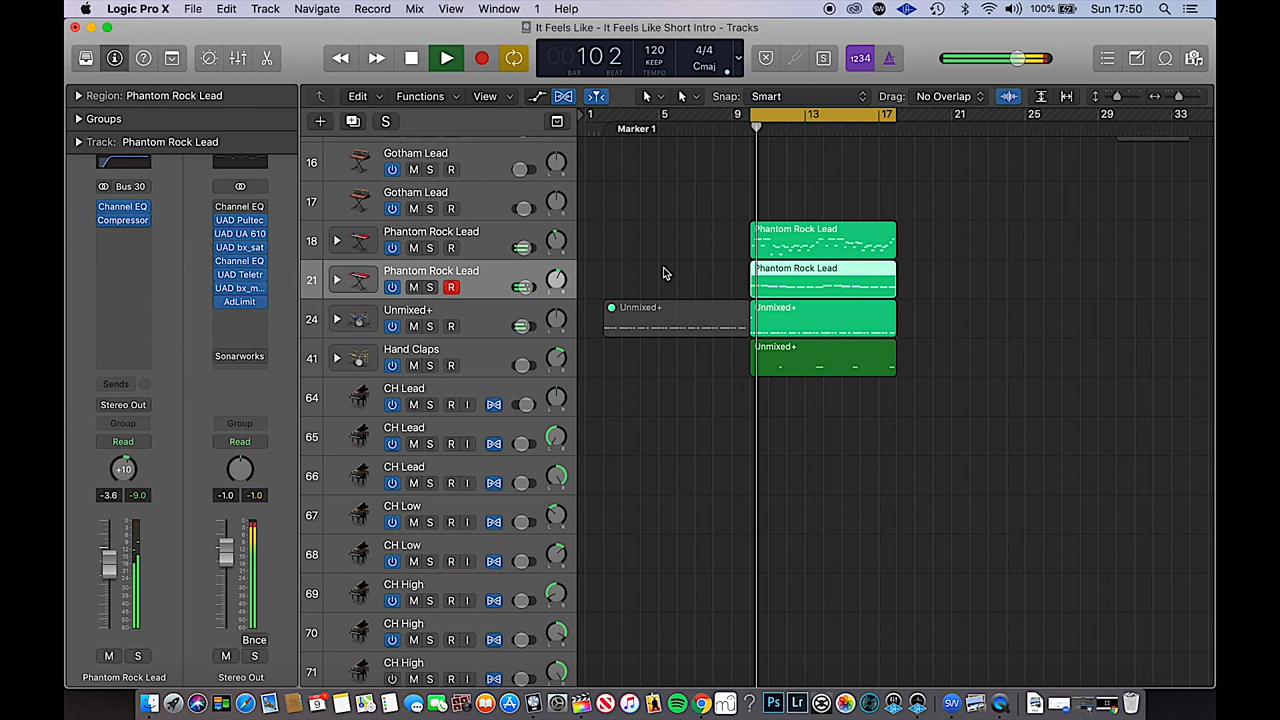 Logic Pro X File Edit Track Navigate Record Mix View Window 1 Help 100% Sun 17:50
It Feels Like - It Feels Like Short Intro - Tracks
10 2 120 4/4
KEEP Cmaj
BAR BEAT TEMPO
S 1234
Region: Phantom Rock Lead
Edit Functions View Snap: Smart Drag: No Overlap
Groups
S 1 5 9 13 17 21 25 29 33
Marker 1
Track: Phantom Rock Lead
16 Gotham Lead
M S R
17 Gotham Lead
M S R
18 Phantom Rock Lead Phantom Rock Lead
M S R
21 Phantom Rock Lead Phantom Rock Lead
M S R
24 Unmixed+ Unmixed+ Unmixed+
M S R
41 Hand Claps Unmixed+
M S R
64 CH Lead
M S R I
65 CH Lead
M S R I
66 CH Lead
M S R I
67 CH Low
M S R I
68 CH Low
M S R I
69 CH High
M S R I
70 CH High
M S R I
71 CH High
M S R I
Bus 30
Channel EQ Channel EQ
Compressor UAD Pultec
UAD UA 610
UAD bx_sat
Channel EQ
UAD Teletr
UAD bx_m...
AdLimit
Sonarworks
Sends
Stereo Out
Group Group
Read Read
+10
-3.6 -9.0 -1.0 -1.0
Bnce
M S M S
Phantom Rock Lead Stereo Out
Ps Lr SW